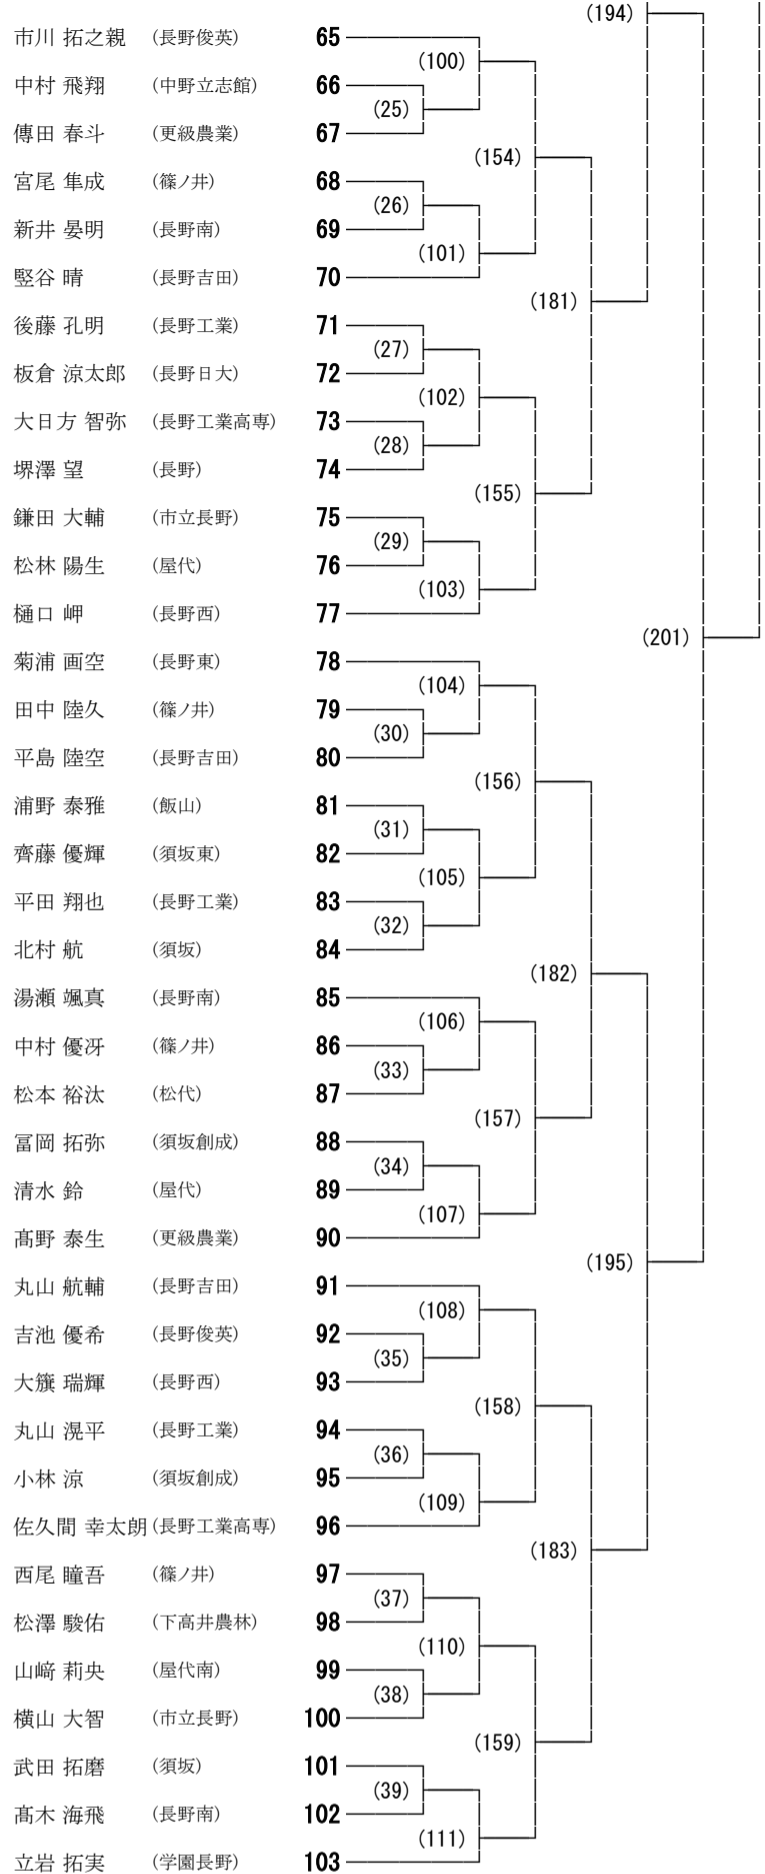 (194)
市川 拓之親 (長野俊英) 65
(100)
中村 飛翔 (中野立志館) 66
(25)
傳田 春斗 (更級農業) 67
(154)
宮尾 隼成 (篠ノ井) 68
(26)
新井 晏明 (長野南) 69
(101)
竪谷 晴 (長野吉田) 70
(181)
後藤 孔明 (長野工業) 71
(27)
板倉 涼太郎 (長野日大) 72
(102)
大日方 智弥 (長野工業高専) 73
(28)
堺澤 望 (長野) 74
(155)
鎌田 大輔 (市立長野) 75
(29)
松林 陽生 (屋代) 76
(103)
樋口 岬 (長野西) 77
(201)
菊浦 画空 (長野東) 78
(104)
田中 陸久 (篠ノ井) 79
(30)
平島 陸空 (長野吉田) 80
(156)
浦野 泰雅 (飯山) 81
(31)
齊藤 優輝 (須坂東) 82
(105)
平田 翔也 (長野工業) 83
(32)
北村 航 (須坂) 84
(182)
湯瀬 颯真 (長野南) 85
(106)
中村 優冴 (篠ノ井) 86
(33)
松本 裕汰 (松代) 87
(157)
冨岡 拓弥 (須坂創成) 88
(34)
清水 鈴 (屋代) 89
(107)
髙野 泰生 (更級農業) 90
(195)
丸山 航輔 (長野吉田) 91
(108)
吉池 優希 (長野俊英) 92
(35)
大籏 瑞輝 (長野西) 93
(158)
丸山 滉平 (長野工業) 94
(36)
小林 涼 (須坂創成) 95
(109)
佐久間 幸太朗 (長野工業高専) 96
(183)
西尾 瞳吾 (篠ノ井) 97
(37)
松澤 駿佑 (下高井農林) 98
(110)
山﨑 莉央 (屋代南) 99
(38)
横山 大智 (市立長野) 100
(159)
武田 拓磨 (須坂) 101
(39)
髙木 海飛 (長野南) 102
(111)
立岩 拓実 (学園長野) 103